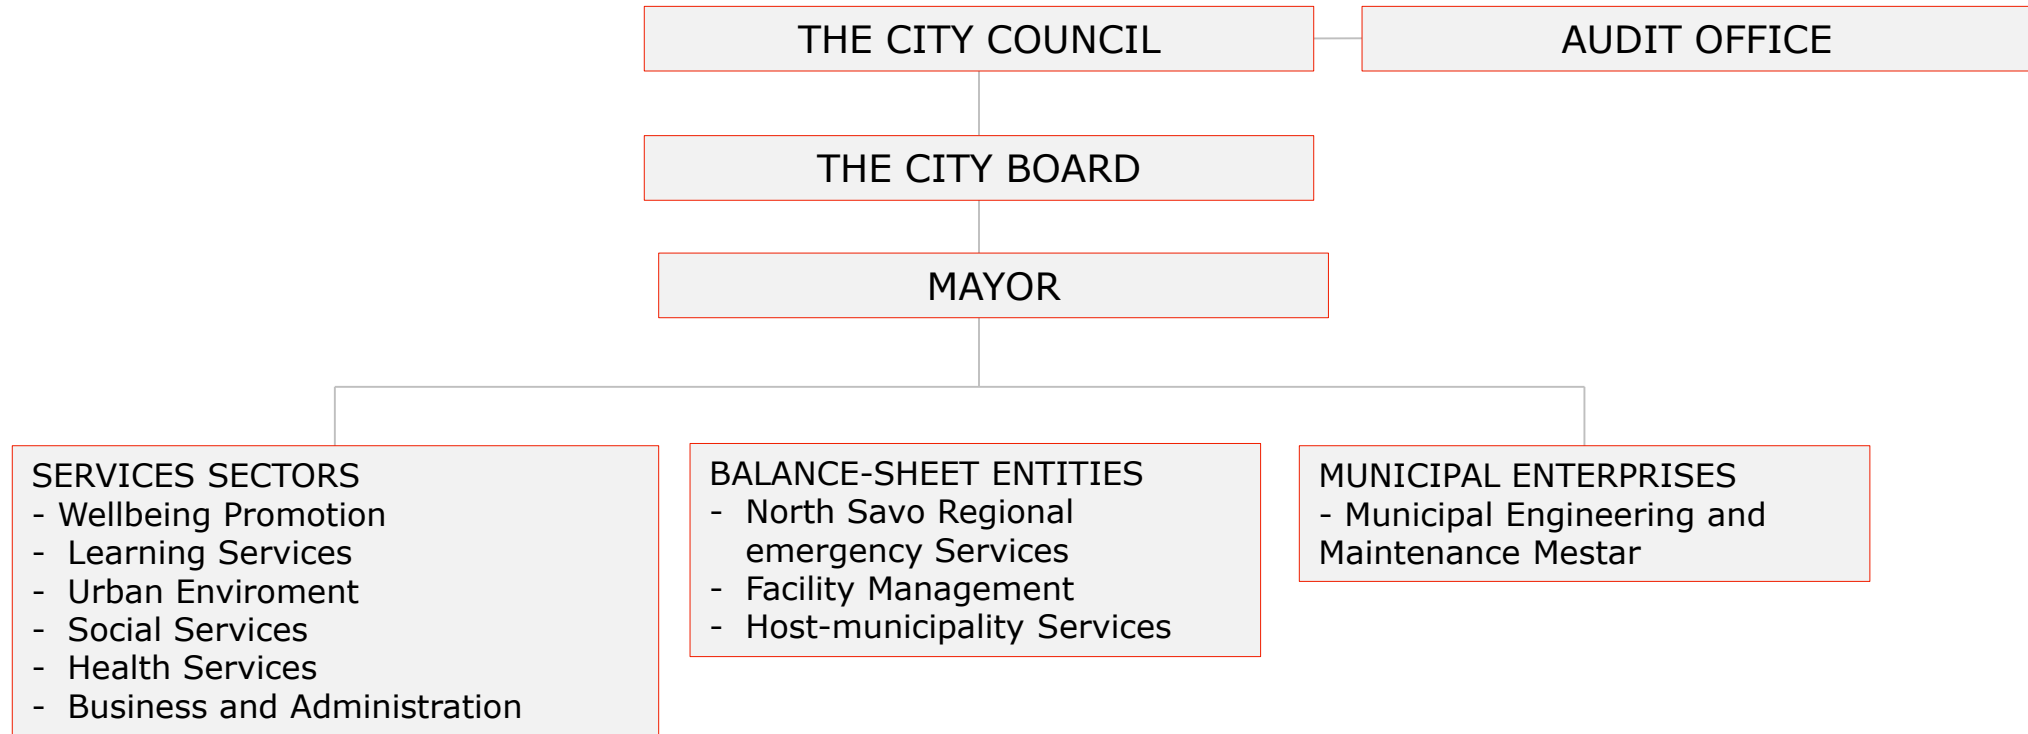 THE CITY COUNCIL
AUDIT OFFICE
THE CITY BOARD
MAYOR
SERVICES SECTORS
- Wellbeing Promotion
- Learning Services
- Urban Enviroment
- Social Services
- Health Services
- Business and Administration
BALANCE-SHEET ENTITIES
- North Savo Regional
emergency Services
- Facility Management
- Host-municipality Services
MUNICIPAL ENTERPRISES
- Municipal Engineering and
Maintenance Mestar